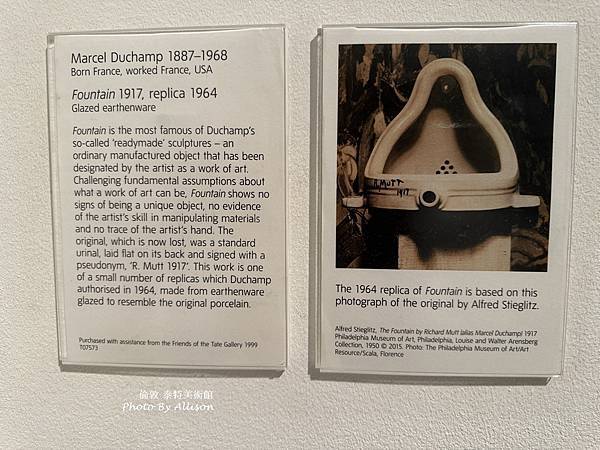 Marcel Duchamp 1887–1968
Born France, worked France, USA
Fountain 1917, replica 1964
Glazed earthenware
Fountain is the most famous of Duchamp's
so-called 'readymade' sculptures – an
ordinary manufactured object that has been
designated by the artist as a work of art.
Challenging fundamental assumptions about
what a work of art can be, Fountain shows no
signs of being a unique object, no evidence
of the artist's skill in manipulating materials
and no trace of the artist's hand. The
original, which is now lost, was a standard
urinal, laid flat on its back and signed with a
pseudonym, 'R. Mutt 1917'. This work is one
of a small number of replicas which Duchamp
authorised in 1964, made from earthenware
glazed to resemble the original porcelain.
Purchased with assistance from the Friends of the Tate Gallery 1999
T07573
R. MUTT
1917
The 1964 replica of Fountain is based on this
photograph of the original by Alfred Stieglitz.
Alfred Stieglitz, The Fountain by Richard Mutt (alias Marcel Duchamp) 1917
Philadelphia Museum of Art, Philadelphia, Louise and Walter Arensberg
Collection, 1950 © 2015. Photo: The Philadelphia Museum of Art/Art
Resource/Scala, Florence
倫敦 泰特美術館
Photo By Allison